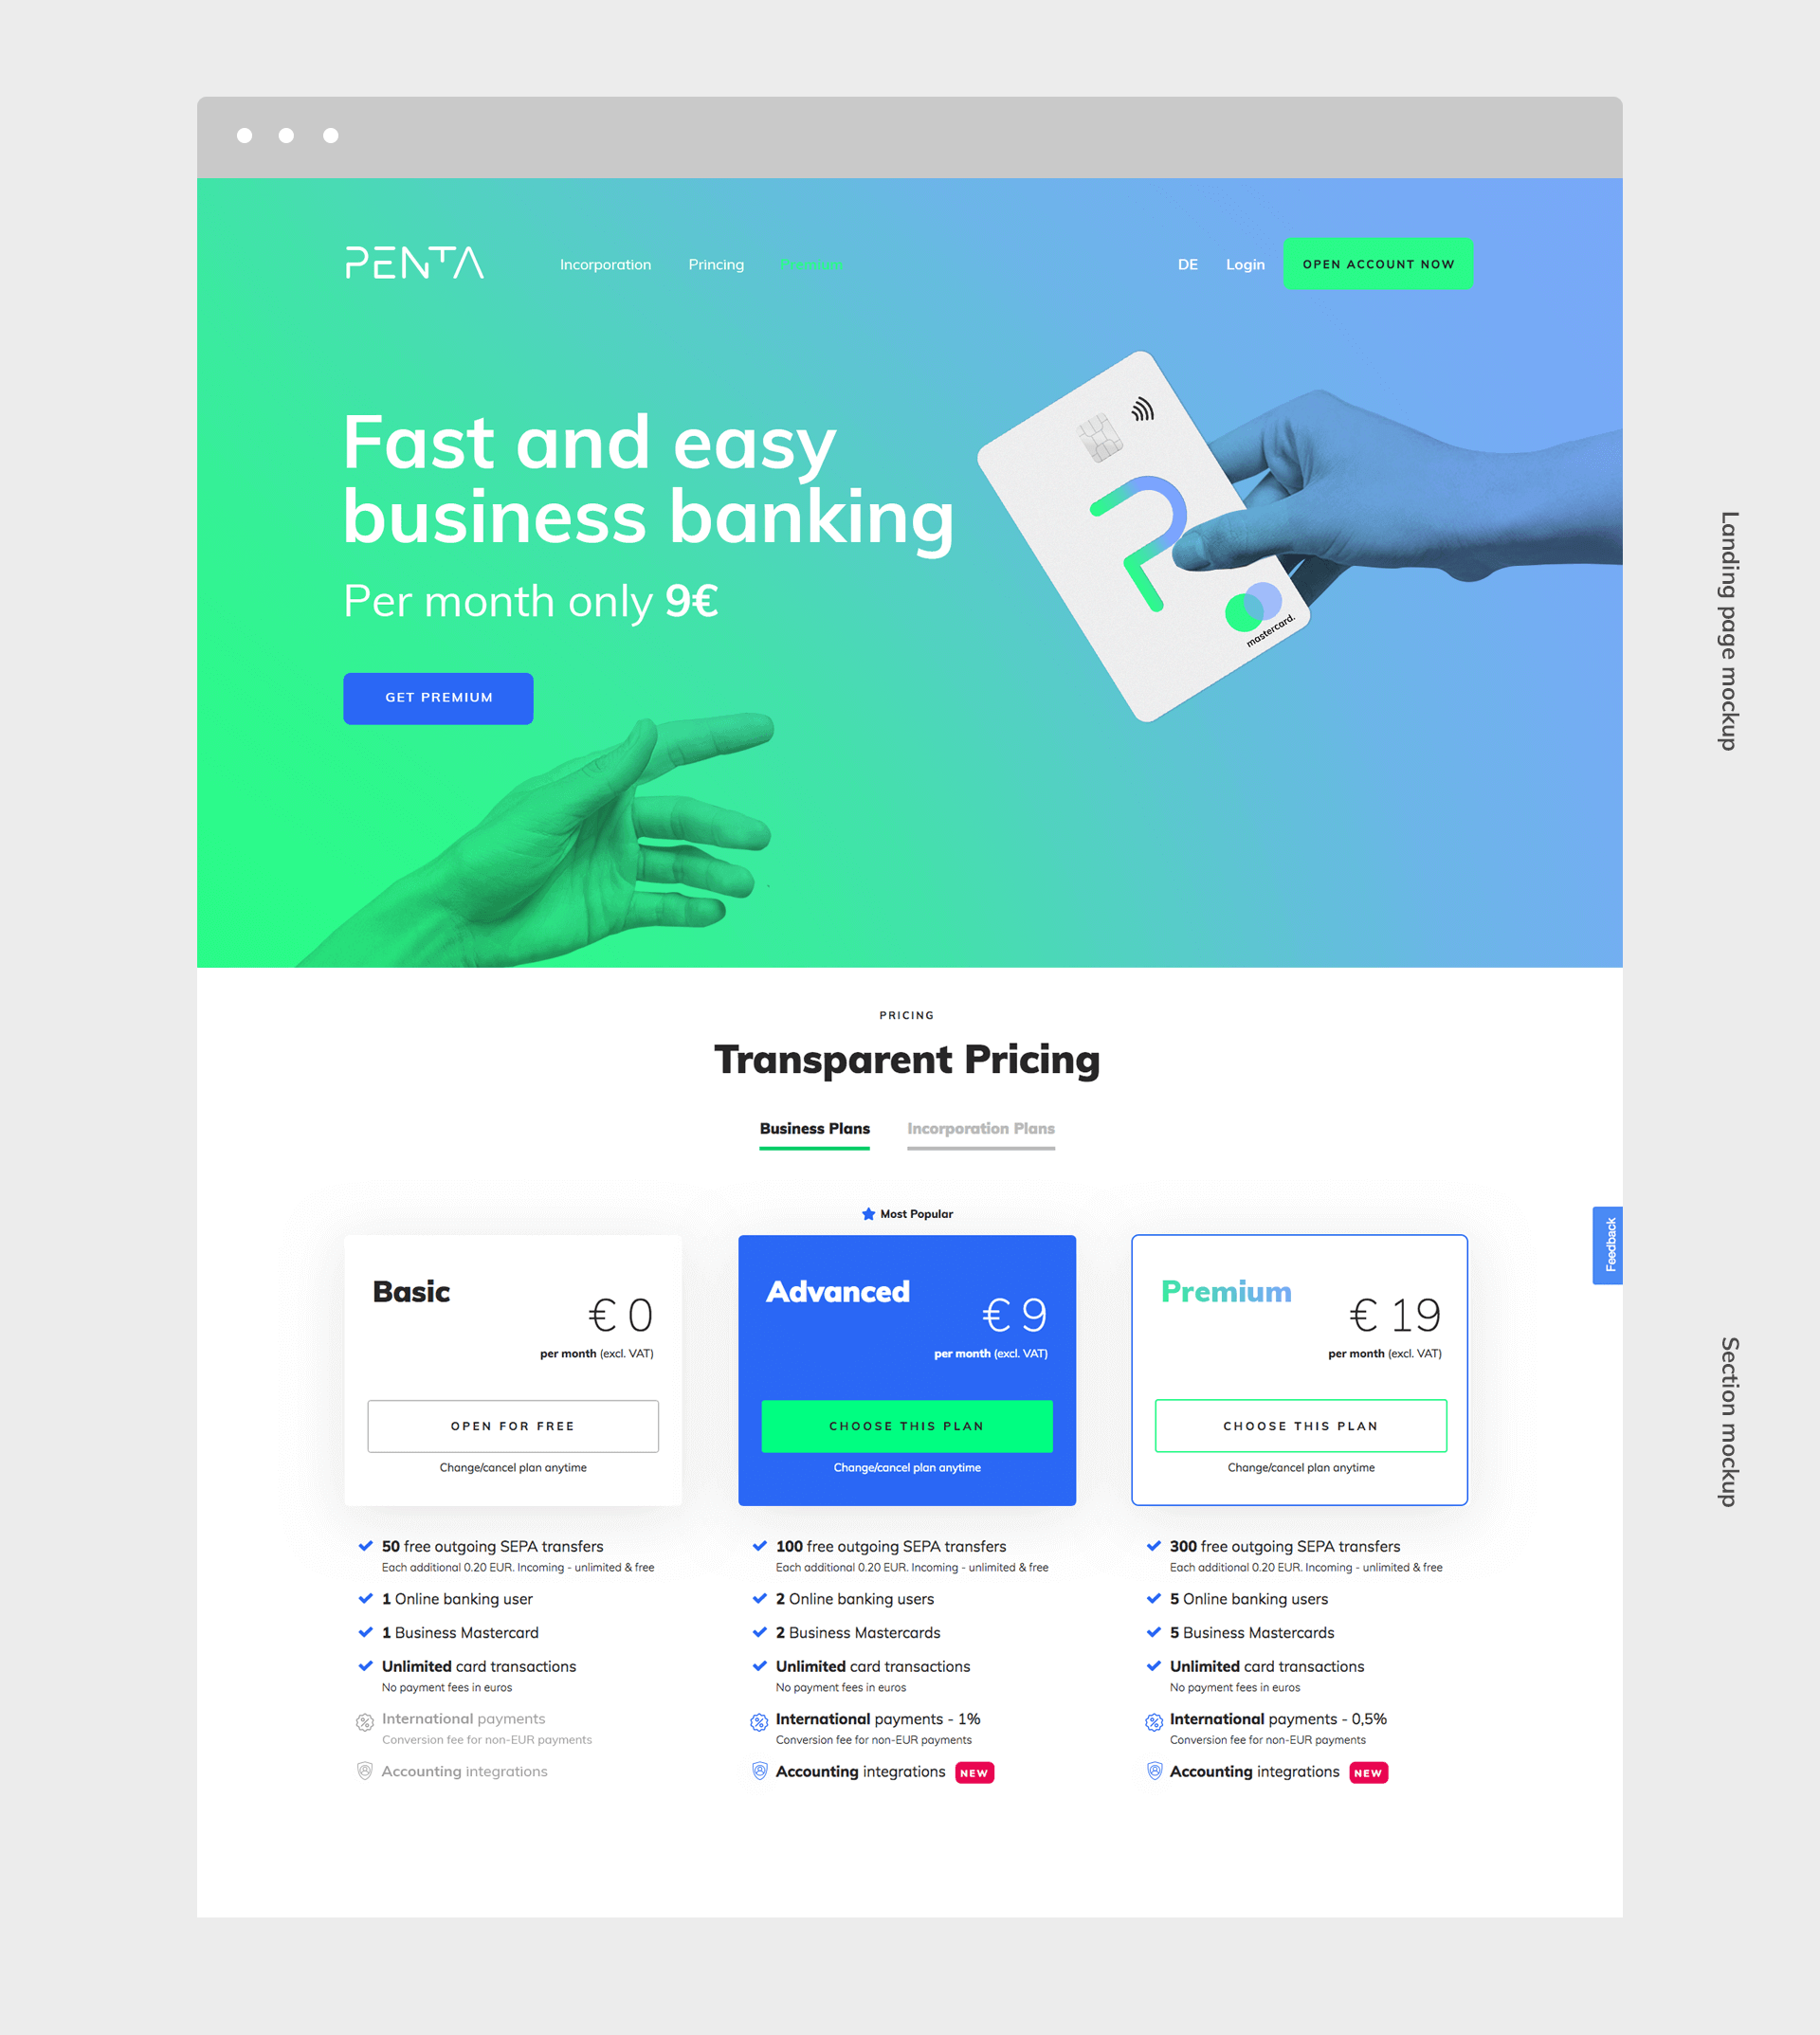 PENTA
Incorporation
Princing
Premium
DE
Login
OPEN ACCOUNT NOW
Fast and easy
business banking
Per month only 9€
GET PREMIUM
mastercard.
Landing page mockup
PRICING
Transparent Pricing
Business Plans
Incorporation Plans
Most Popular
Feedback
Basic
€ 0
per month (excl. VAT)
OPEN FOR FREE
Change/cancel plan anytime
50 free outgoing SEPA transfers
Each additional 0.20 EUR. Incoming - unlimited & free
1 Online banking user
1 Business Mastercard
Unlimited card transactions
No payment fees in euros
International payments
Conversion fee for non-EUR payments
Accounting integrations
Advanced
€ 9
per month (excl. VAT)
CHOOSE THIS PLAN
Change/cancel plan anytime
100 free outgoing SEPA transfers
Each additional 0.20 EUR. Incoming - unlimited & free
2 Online banking users
2 Business Mastercards
Unlimited card transactions
No payment fees in euros
International payments - 1%
Conversion fee for non-EUR payments
Accounting integrations NEW
Premium
€ 19
per month (excl. VAT)
CHOOSE THIS PLAN
Change/cancel plan anytime
300 free outgoing SEPA transfers
Each additional 0.20 EUR. Incoming - unlimited & free
5 Online banking users
5 Business Mastercards
Unlimited card transactions
No payment fees in euros
International payments - 0,5%
Conversion fee for non-EUR payments
Accounting integrations NEW
Section mockup